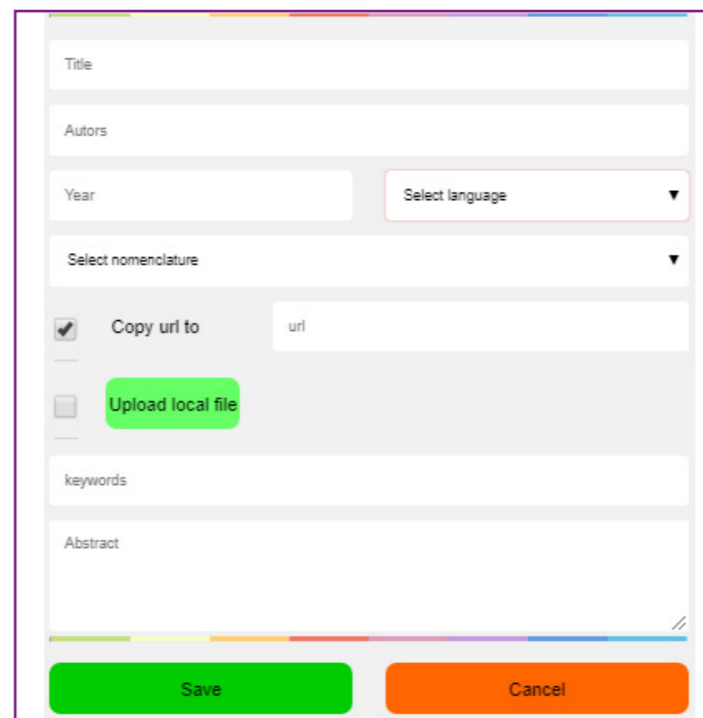 Title
Autors
Year
Select language
Select nomenclature
Copy url to
url
Upload local file
keywords
Abstract
Save
Cancel